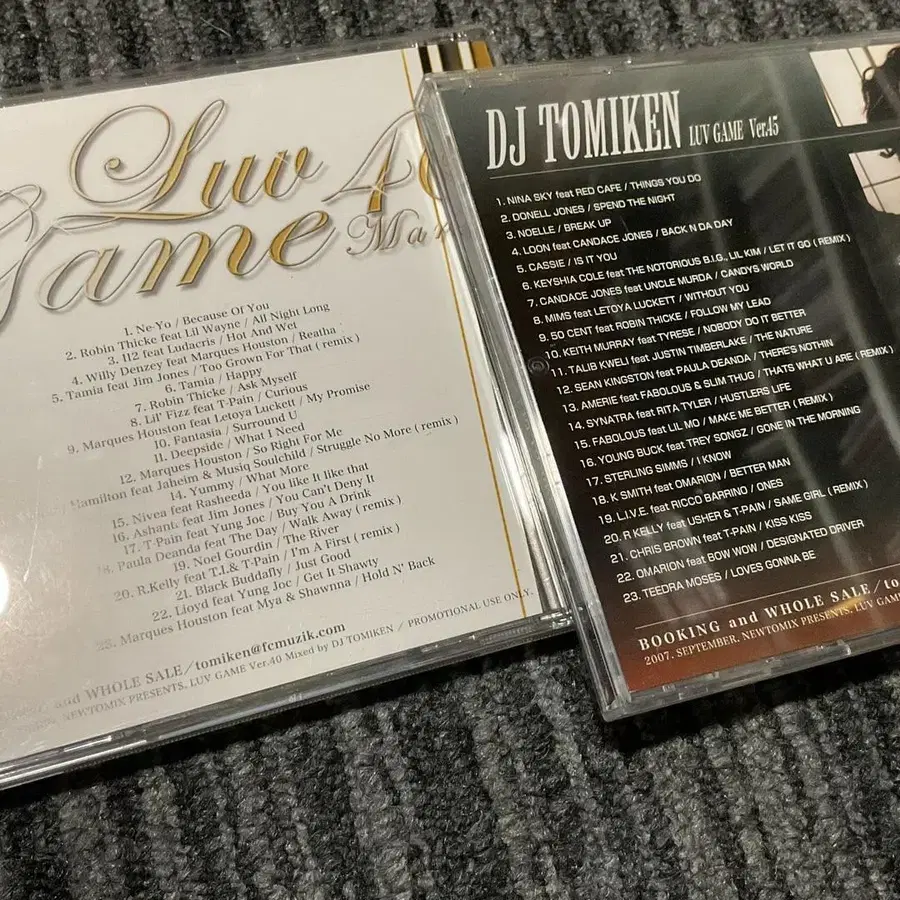 Luv
Game 40
Mar
1. Ne-Yo / Because Of You
2. Robin Thicke feat Lil Wayne / All Night Long
3. 112 feat Ludacris / Hot And Wet
4. Willy Denzey feat Marques Houston / Reatha
5. Tamia feat Jim Jones / Too Grown For That ( remix )
6. Tamia / Happy
7. Robin Thicke / Ask Myself
8. Lil' Fizz feat T-Pain / Curious
9. Marques Houston feat Letoya Luckett / My Promise
10. Fantasia / Surround U
11. Deepside / What I Need
12. Marques Houston / So Right For Me
Hamilton feat Jaheim & Musiq Soulchild / Struggle No More ( remix )
14. Yummy / What More
15. Nivea feat Rasheeda / You like It like that
16. Ashant. feat Jim Jones / You Can't Deny It
17. T-Pain feat Yung Joc / Buy You A Drink
18. Paula Deanda feat The Day / Walk Away ( remix )
19. Noel Gourdin / The River
20. R.Kelly feat T.I.& T-Pain / I'm A First ( remix )
21. Black Buddafly / Just Good
22. Lioyd feat Yung Joc / Get It Shawty
23. Marques Houston feat Mya & Shawnna / Hold N' Back
and WHOLE SALE / tomiken@fcmuzik.com
NEWTOMIX PRESENTS. LUV GAME Ver.40 Mixed by DJ TOMIKEN / PROMOTIONAL USE ONLY.
DJ TOMIKEN LUV GAME Ver.45
1. NINA SKY feat RED CAFE / THINGS YOU DO
2. DONELL JONES / SPEND THE NIGHT
3. NOELLE / BREAK UP
4. LOON feat CANDACE JONES / BACK N DA DAY
5. CASSIE / IS IT YOU
6. KEYSHIA COLE feat THE NOTORIOUS B.I.G., LIL KIM / LET IT GO ( REMIX )
7. CANDACE JONES feat UNCLE MURDA / CANDYS WORLD
8. MIMS feat LETOYA LUCKETT / WITHOUT YOU
9. 50 CENT feat ROBIN THICKE / FOLLOW MY LEAD
10. KEITH MURRAY feat TYRESE / NOBODY DO IT BETTER
11. TALIB KWELI feat JUSTIN TIMBERLAKE / THE NATURE
12. SEAN KINGSTON feat PAULA DEANDA / THERE'S NOTHIN
13. AMERIE feat FABOLOUS & SLIM THUG / THATS WHAT U ARE ( REMIX )
14. SYNATRA feat RITA TYLER / HUSTLERS LIFE
15. FABOLOUS feat LIL MO / MAKE ME BETTER ( REMIX )
16. YOUNG BUCK feat TREY SONGZ / GONE IN THE MORNING
17. STERLING SIMMS / I KNOW
18. K SMITH feat OMARION / BETTER MAN
19. L.I.V.E. feat RICCO BARRINO / ONES
20. R KELLY feat USHER & T-PAIN / SAME GIRL ( REMIX )
21. CHRIS BROWN feat T-PAIN / KISS KISS
22. OMARION feat BOW WOW / DESIGNATED DRIVER
23. TEEDRA MOSES / LOVES GONNA BE
BOOKING and WHOLE SALE / to
2007. SEPTEMBER. NEWTOMIX PRESENTS. LUV GAME